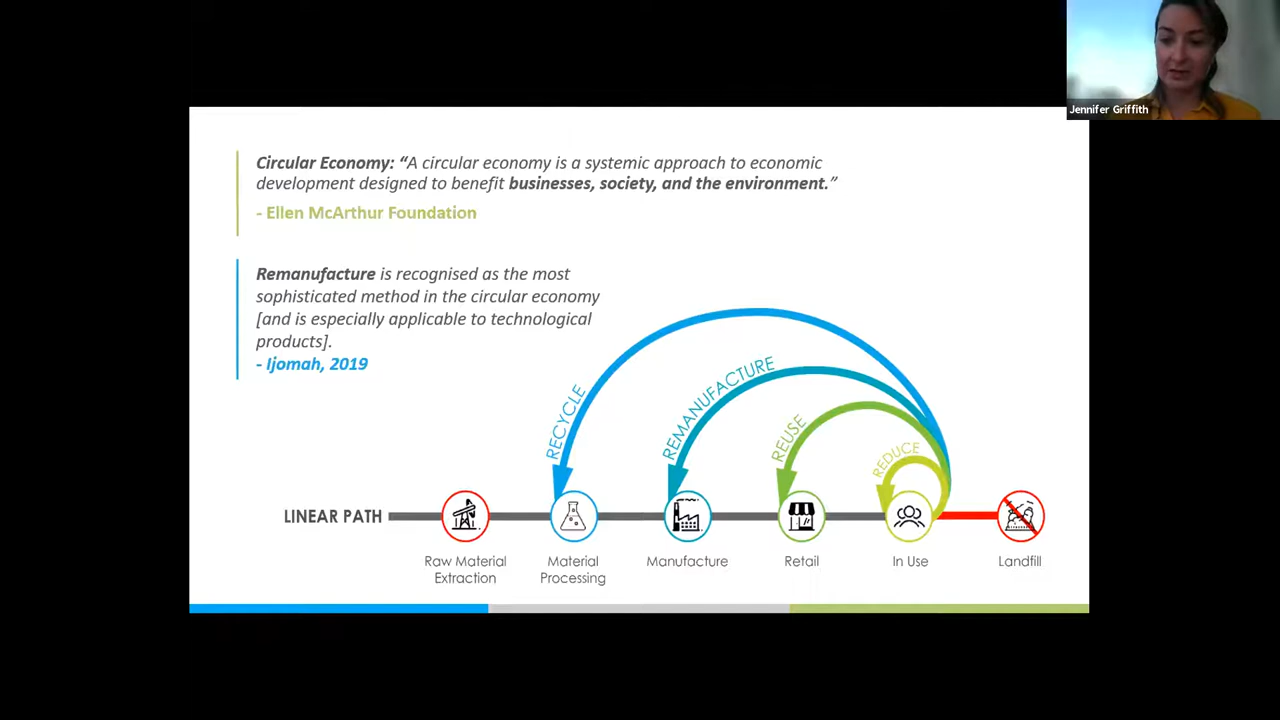 Jennifer Griffith
Circular Economy: “A circular economy is a systemic approach to economic
development designed to benefit businesses, society, and the environment.”
- Ellen McArthur Foundation
Remanufacture is recognised as the most
sophisticated method in the circular economy
[and is especially applicable to technological
products].
- Ijomah, 2019
RECYCLE
REMANUFACTURE
REUSE
REDUCE
LINEAR PATH
Raw Material
Extraction
Material
Processing
Manufacture
Retail
In Use
Landfill